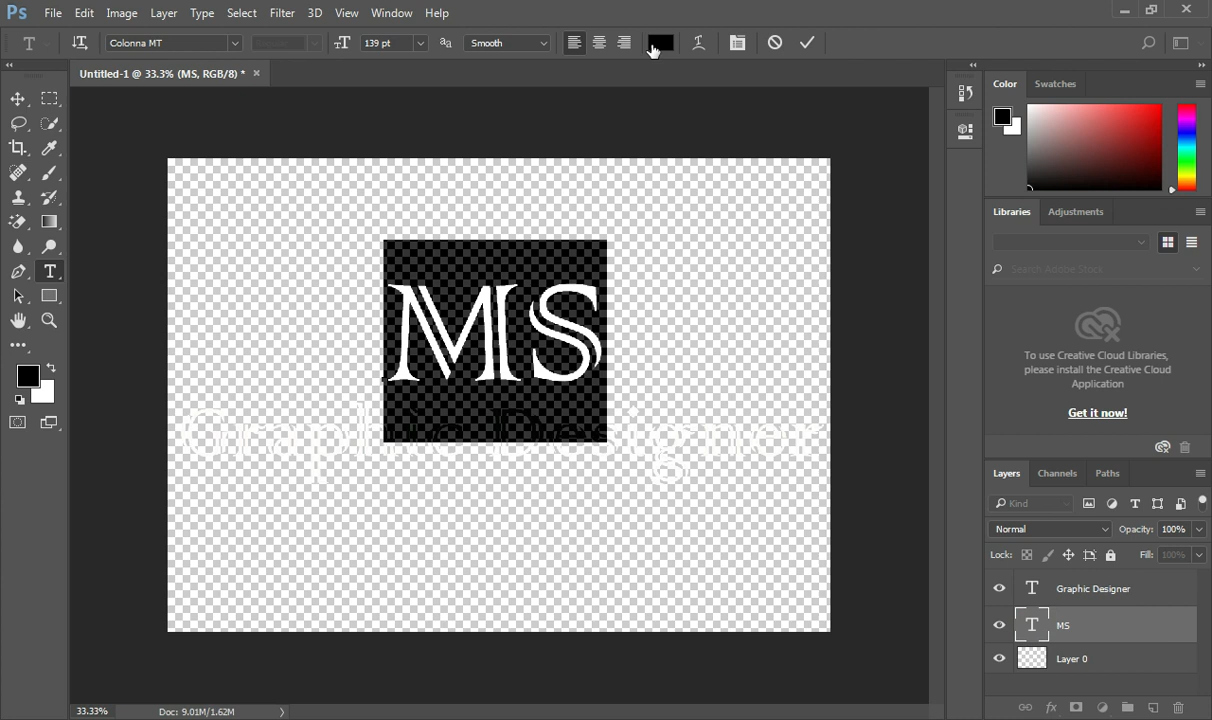 Ps File Edit Image Layer Type Select Filter 3D View Window Help
T Colonna MT 139 pt aa Smooth
Untitled-1 @ 33.3% (MS, RGB/8) * ×
Color Swatches
Libraries Adjustments
Search Adobe Stock
To use Creative Cloud Libraries,
please install the Creative Cloud
Application
Get it now!
MS
Graphic Designer
Layers Channels Paths
Kind
Normal Opacity: 100%
Lock: Fill: 100%
T Graphic Designer
T MS
Layer 0
33.33% Doc: 9.01M/1.62M